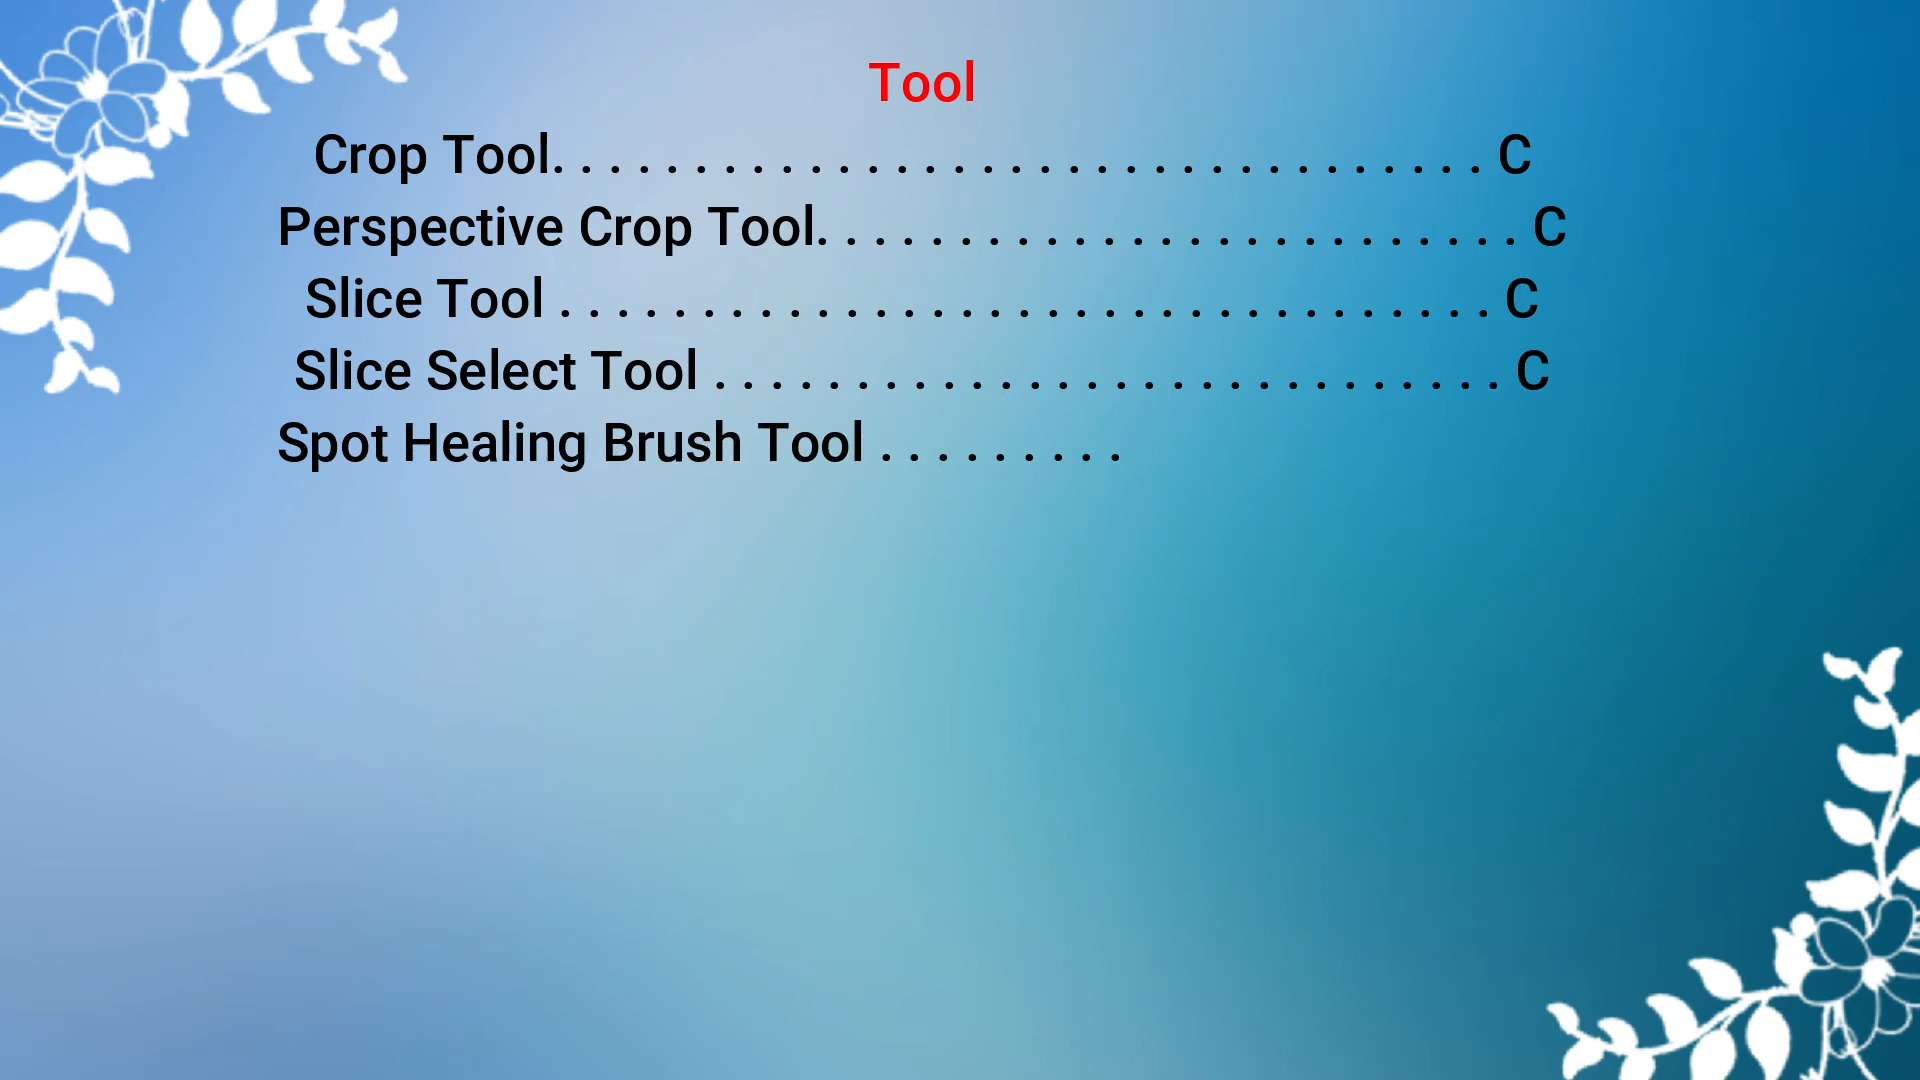 Tool
Crop Tool. . . . . . . . . . . . . . . . . . . . . . . . . . . . . . . . . C
Perspective Crop Tool. . . . . . . . . . . . . . . . . . . . . . . . . C
Slice Tool . . . . . . . . . . . . . . . . . . . . . . . . . . . . . . . . . C
Slice Select Tool . . . . . . . . . . . . . . . . . . . . . . . . . . . . C
Spot Healing Brush Tool . . . . . . . . .